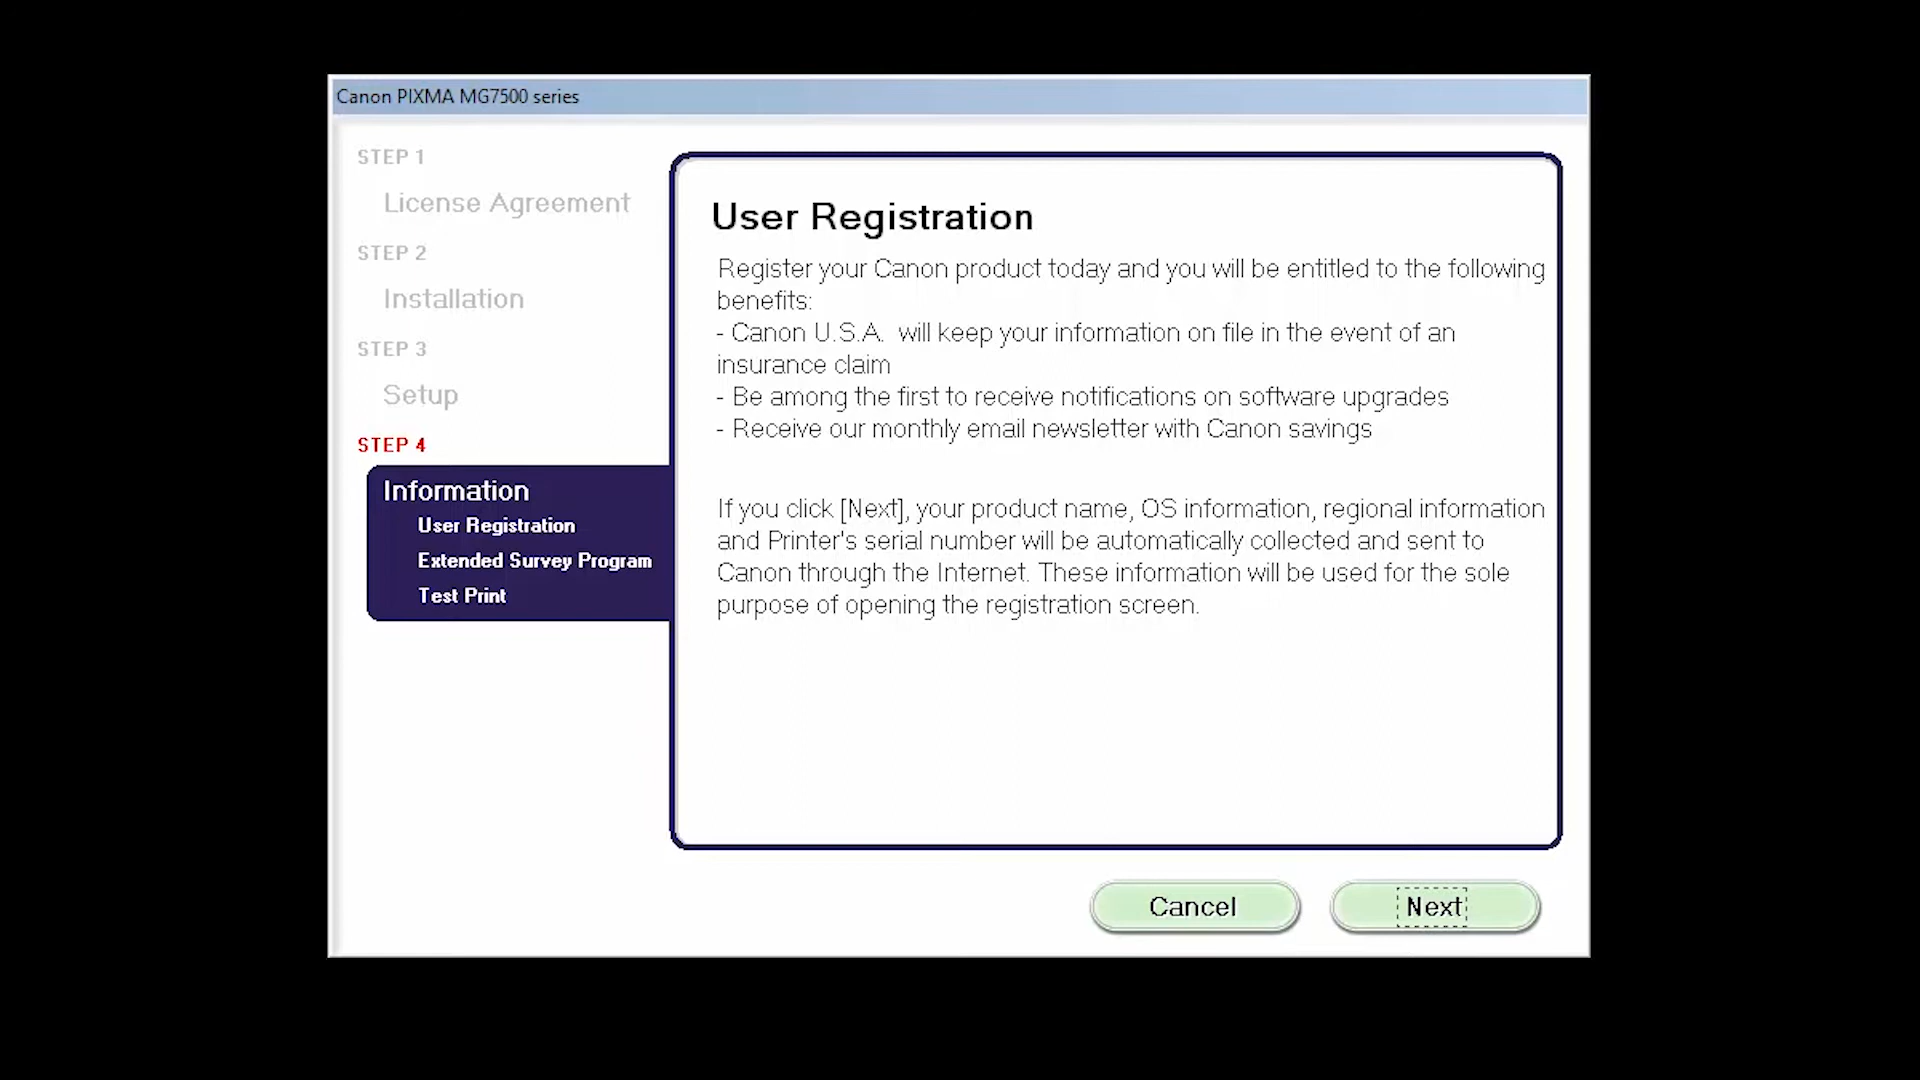 Canon PIXMA MG7500 series
STEP 1
License Agreement
STEP 2
Installation
STEP 3
Setup
STEP 4
Information
User Registration
Extended Survey Program
Test Print
User Registration
Register your Canon product today and you will be entitled to the following
benefits:
- Canon U.S.A.  will keep your information on file in the event of an
insurance claim
- Be among the first to receive notifications on software upgrades
- Receive our monthly email newsletter with Canon savings
If you click [Next], your product name, OS information, regional information
and Printer's serial number will be automatically collected and sent to
Canon through the Internet. These information will be used for the sole
purpose of opening the registration screen.
Cancel
Next